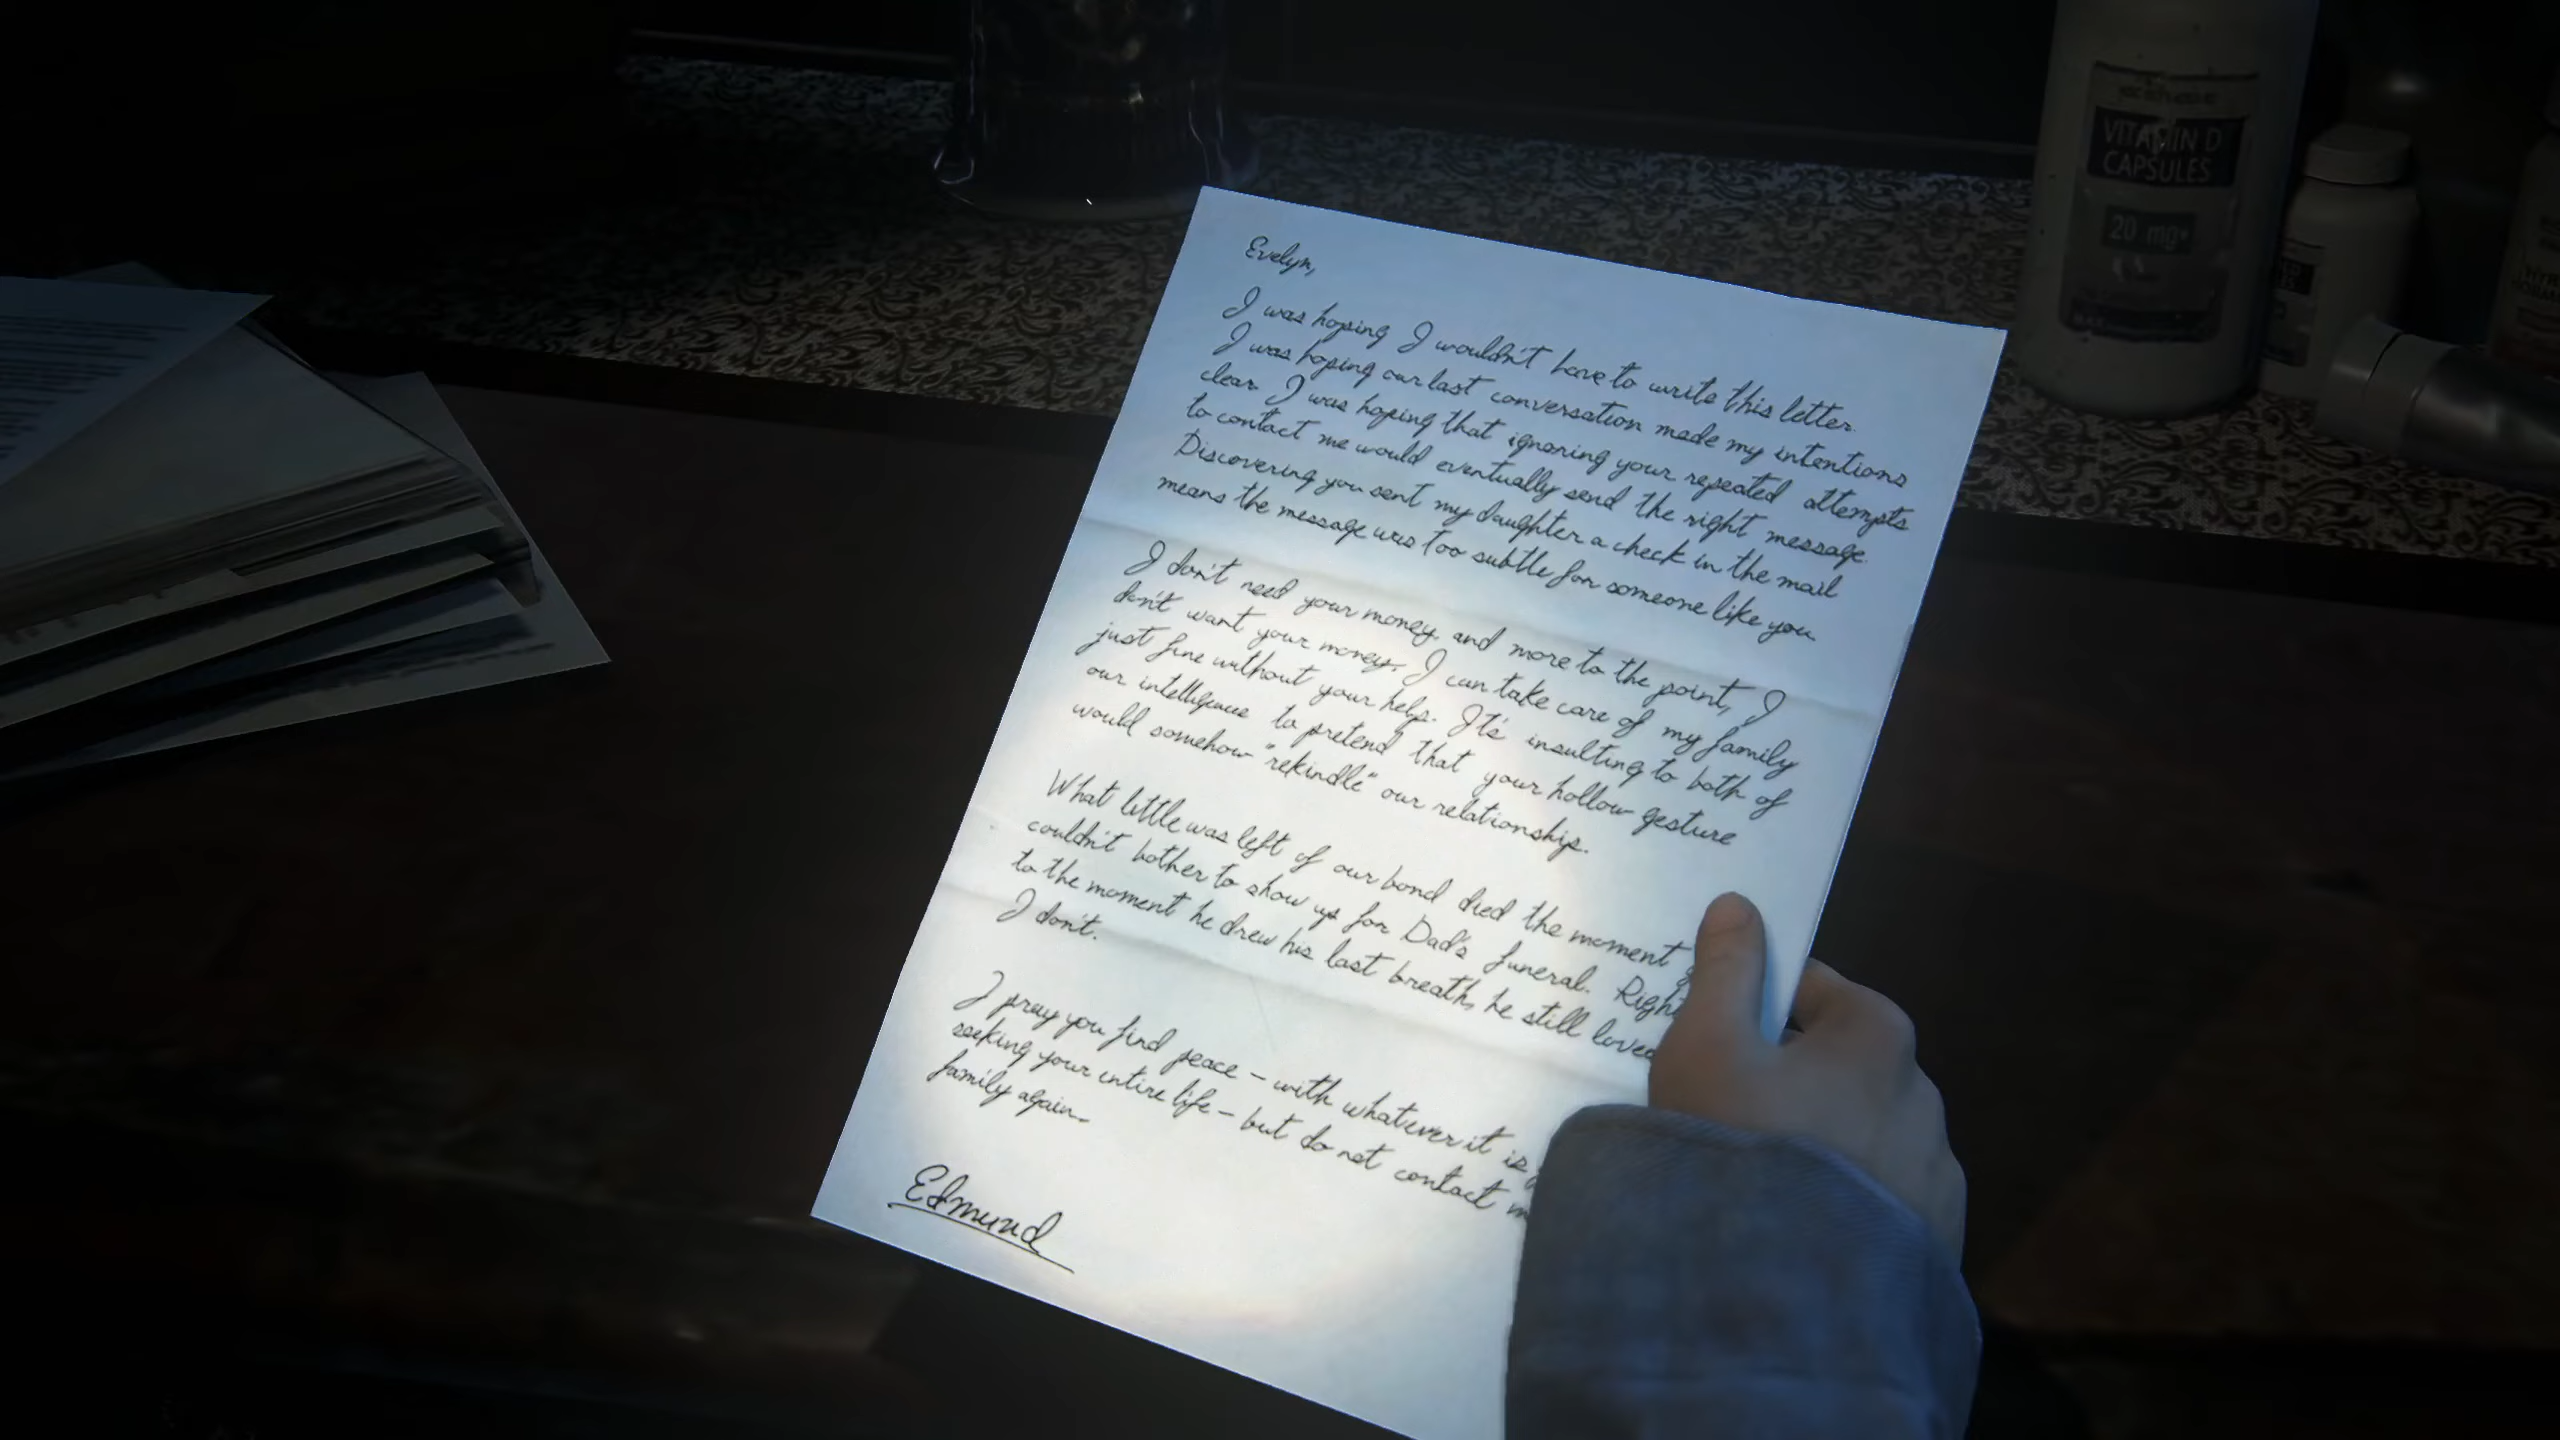 Evelyn,
I was hoping I wouldn't have to write this letter.
I was hoping our last conversation made my intentions
clear. I was hoping that ignoring your repeated attempts
to contact me would eventually send the right message.
Discovering you sent my daughter a check in the mail
means the message was too subtle for someone like you.
I don't need your money, and more to the point, I
don't want your money. I can take care of my family
just fine without your help. It's insulting to both of
our intelligences to pretend that your hollow gesture
would somehow "rekindle" our relationship.
What little was left of our bond died the moment
couldn't bother to show up for Dad's funeral. Right
to the moment he drew his last breath, he still loved
I don't.
I pray you find peace – with whatever it is
seeking your entire life – but do not contact
family again.
Edmund
VITAMIN D
CAPSULES
20 mg